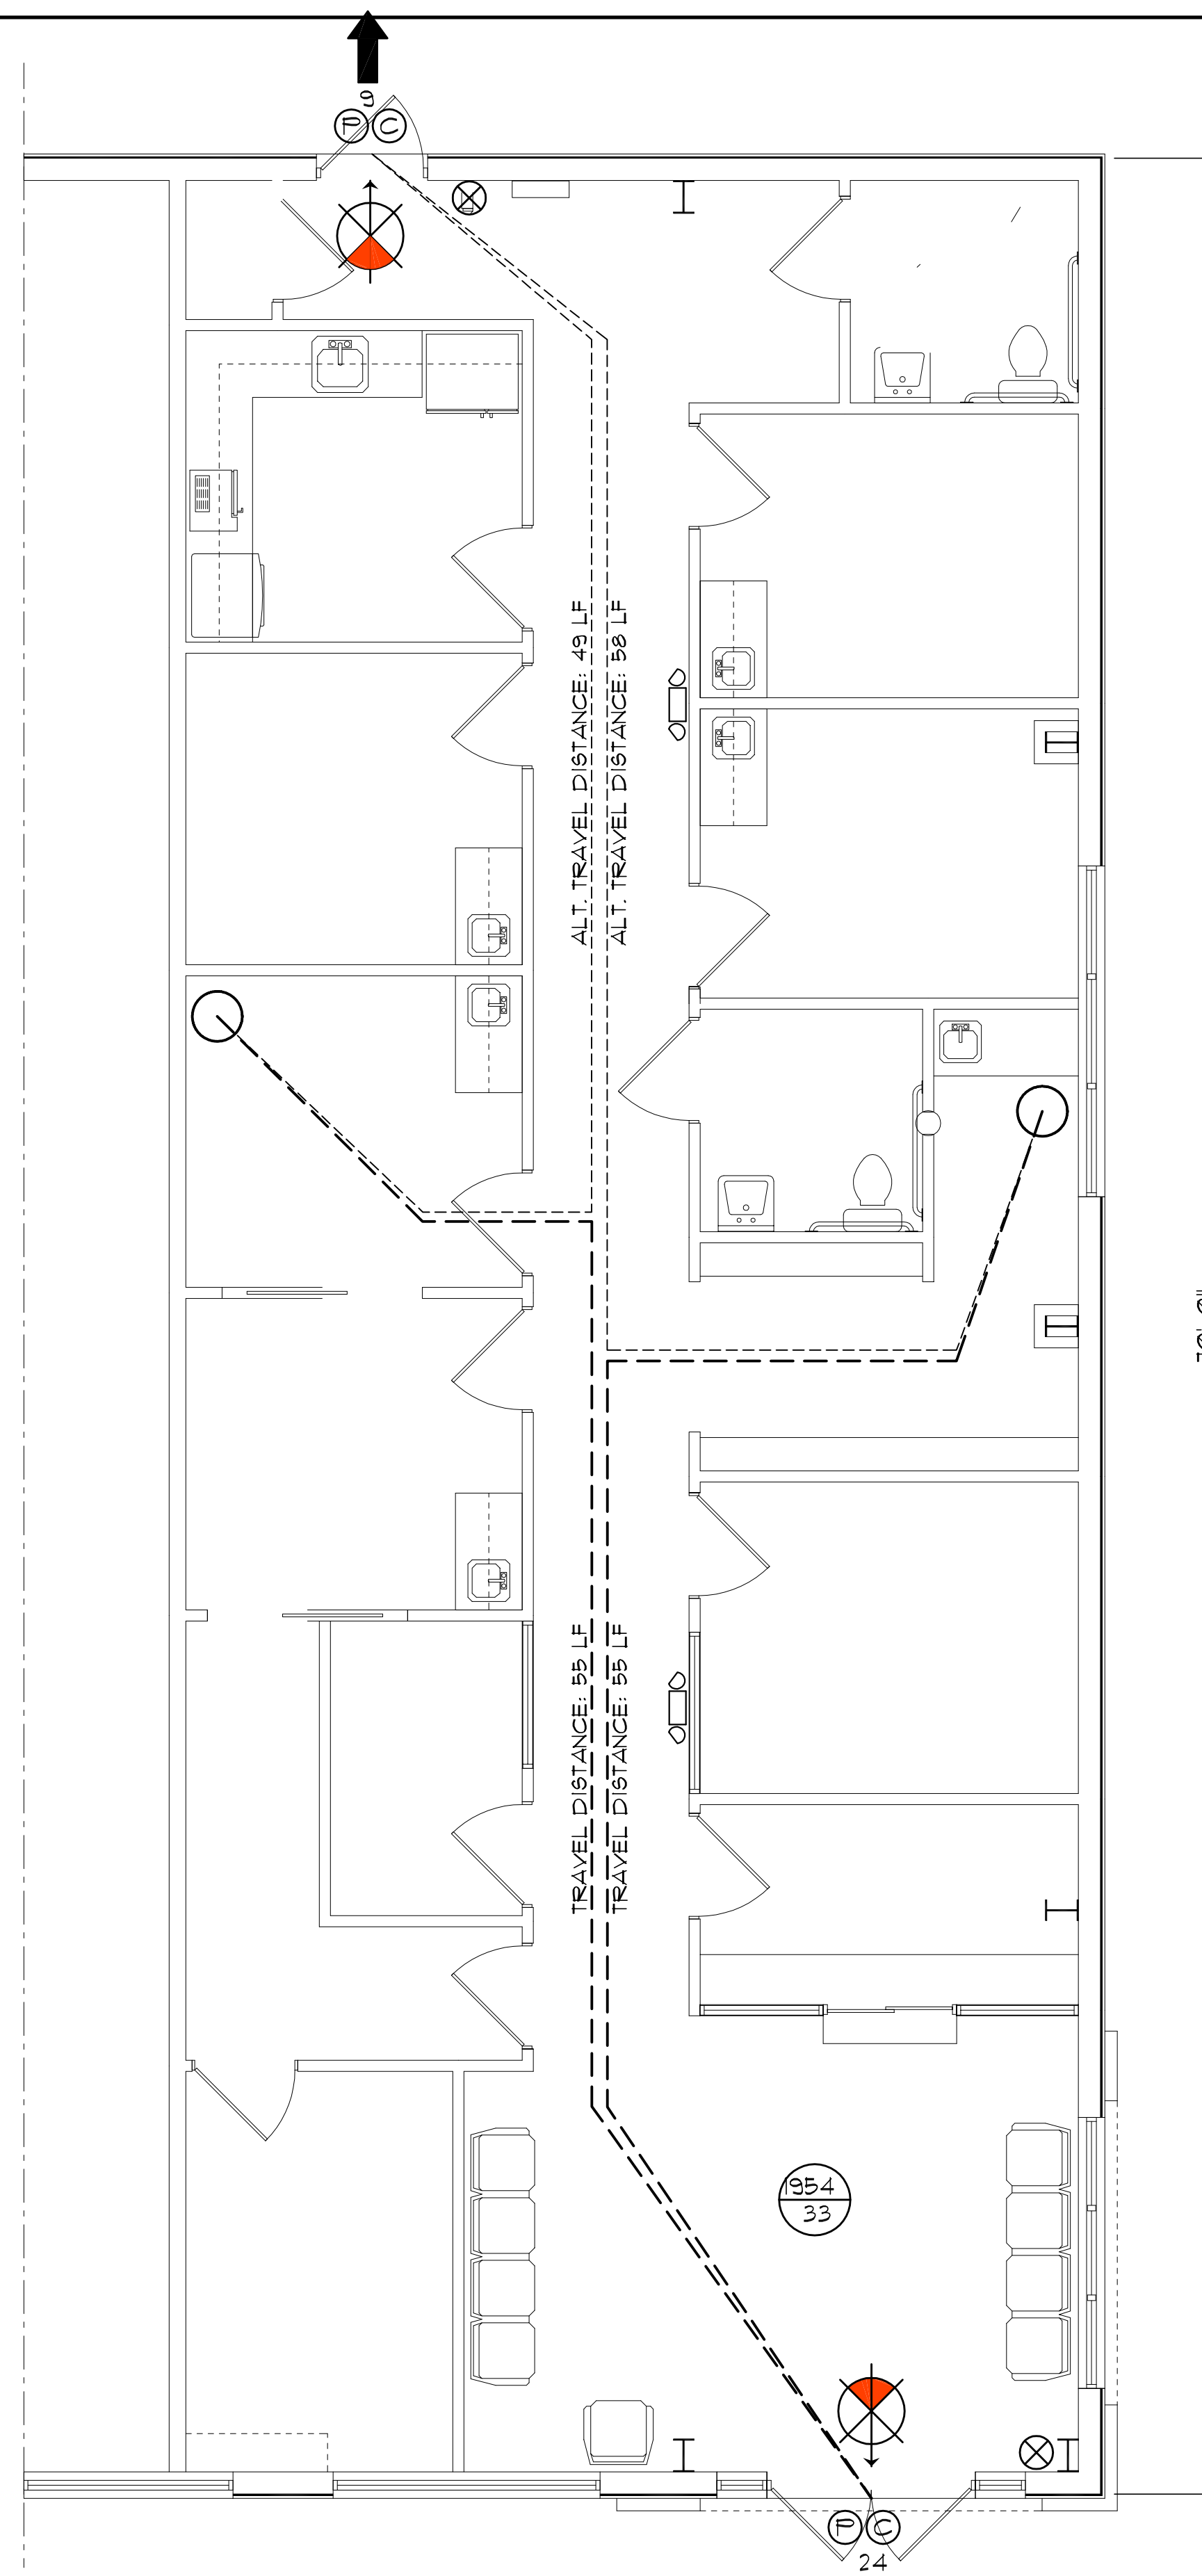 9
P C
ALT. TRAVEL DISTANCE: 49 LF
ALT. TRAVEL DISTANCE: 58 LF
TRAVEL DISTANCE: 55 LF
TRAVEL DISTANCE: 55 LF
1954
33
P C
24